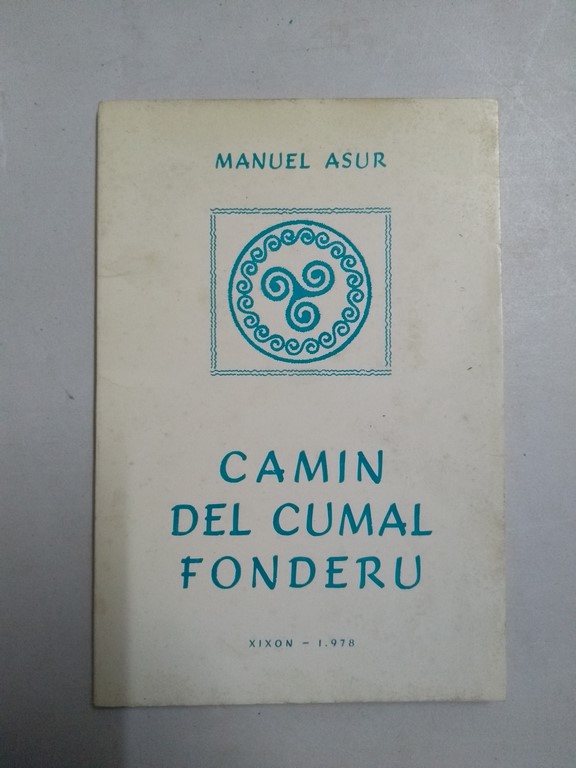 MANUEL ASUR
CAMIN
DEL CUMAL
FONDERU
XIXON - 1.978